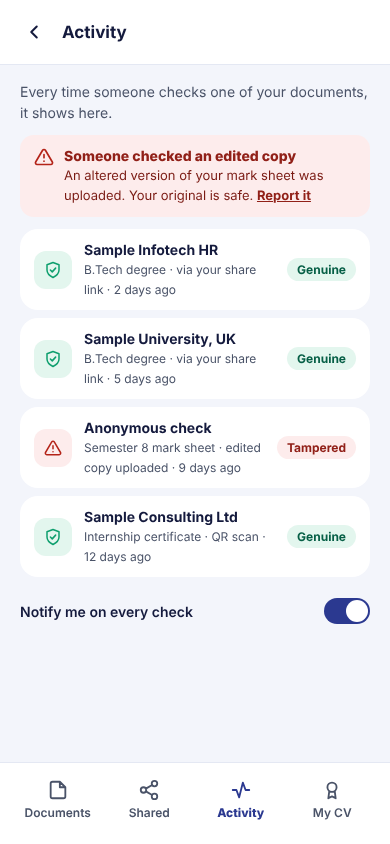 Activity
Every time someone checks one of your documents,
it shows here.
Someone checked an edited copy
An altered version of your mark sheet was
uploaded. Your original is safe. Report it
Sample Infotech HR
B.Tech degree · via your share
link · 2 days ago
Genuine
Sample University, UK
B.Tech degree · via your share
link · 5 days ago
Genuine
Anonymous check
Semester 8 mark sheet · edited
copy uploaded · 9 days ago
Tampered
Sample Consulting Ltd
Internship certificate · QR scan ·
12 days ago
Genuine
Notify me on every check
Documents
Shared
Activity
My CV